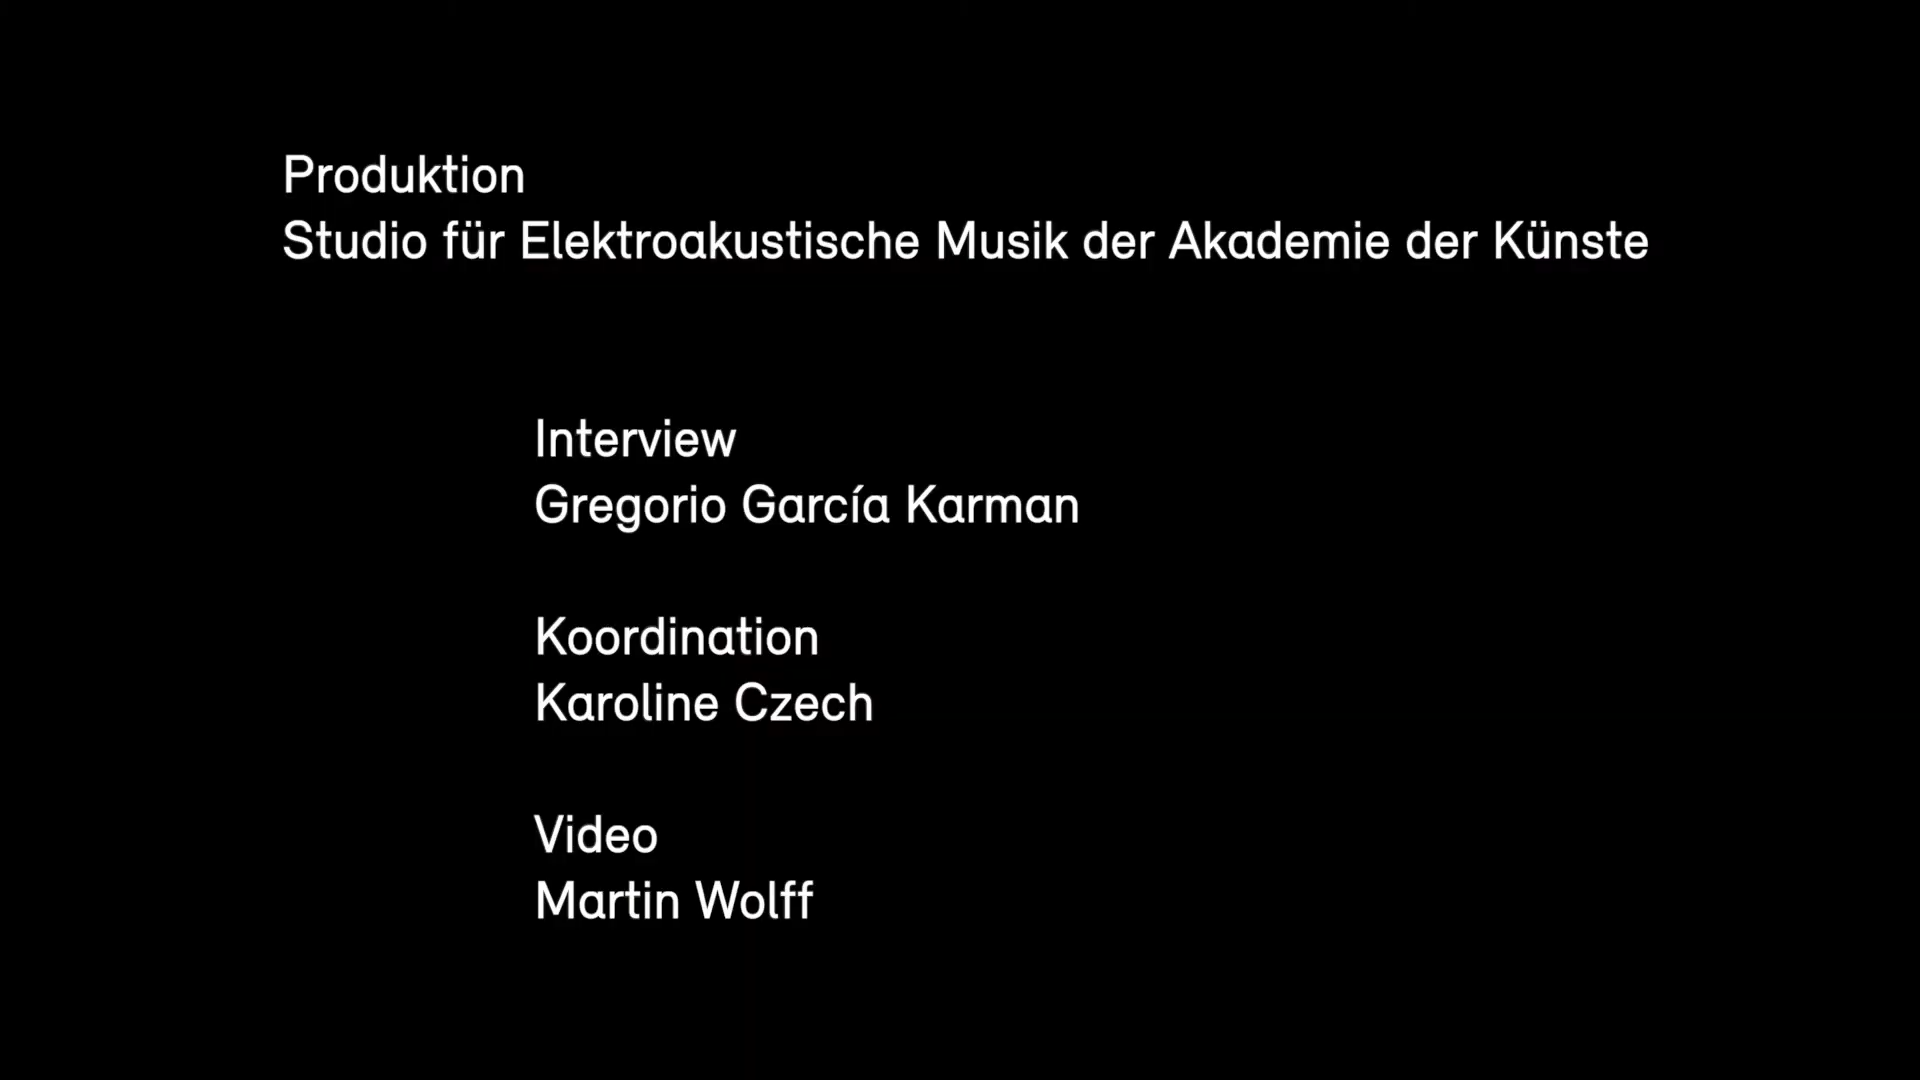 Produktion
Studio für Elektroakustische Musik der Akademie der Künste
Interview
Gregorio García Karman
Koordination
Karoline Czech
Video
Martin Wolff